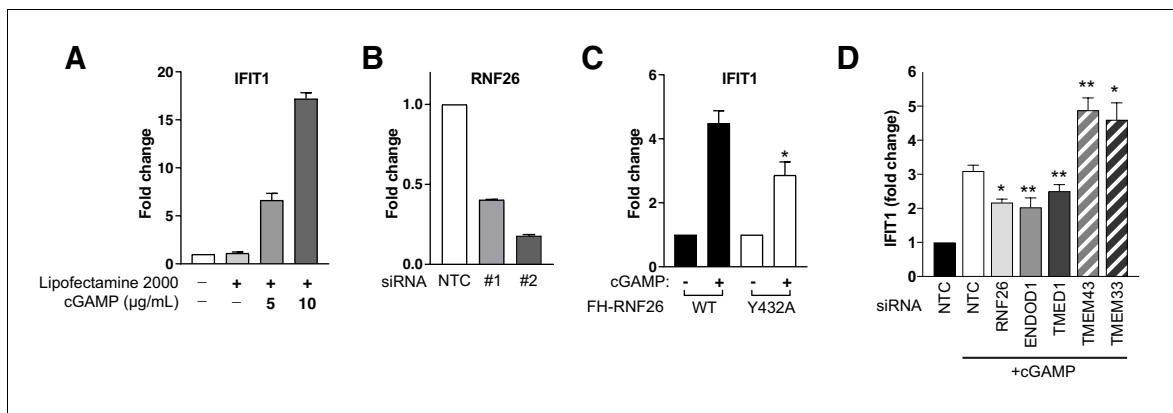 A
IFIT1
Fold change
20
15
10
5
0
Lipofectamine 2000 – + + +
cGAMP (µg/mL) – – 5 10
B
RNF26
Fold change
1.0
0.5
0.0
siRNA NTC #1 #2
C
IFIT1
Fold change
6
4
2
0
*
cGAMP: - + - +
FH-RNF26 WT Y432A
D
IFIT1 (fold change)
6
5
4
3
2
1
0
* ** ** ** *
siRNA NTC NTC RNF26 ENDOD1 TMED1 TMEM43 TMEM33
+cGAMP